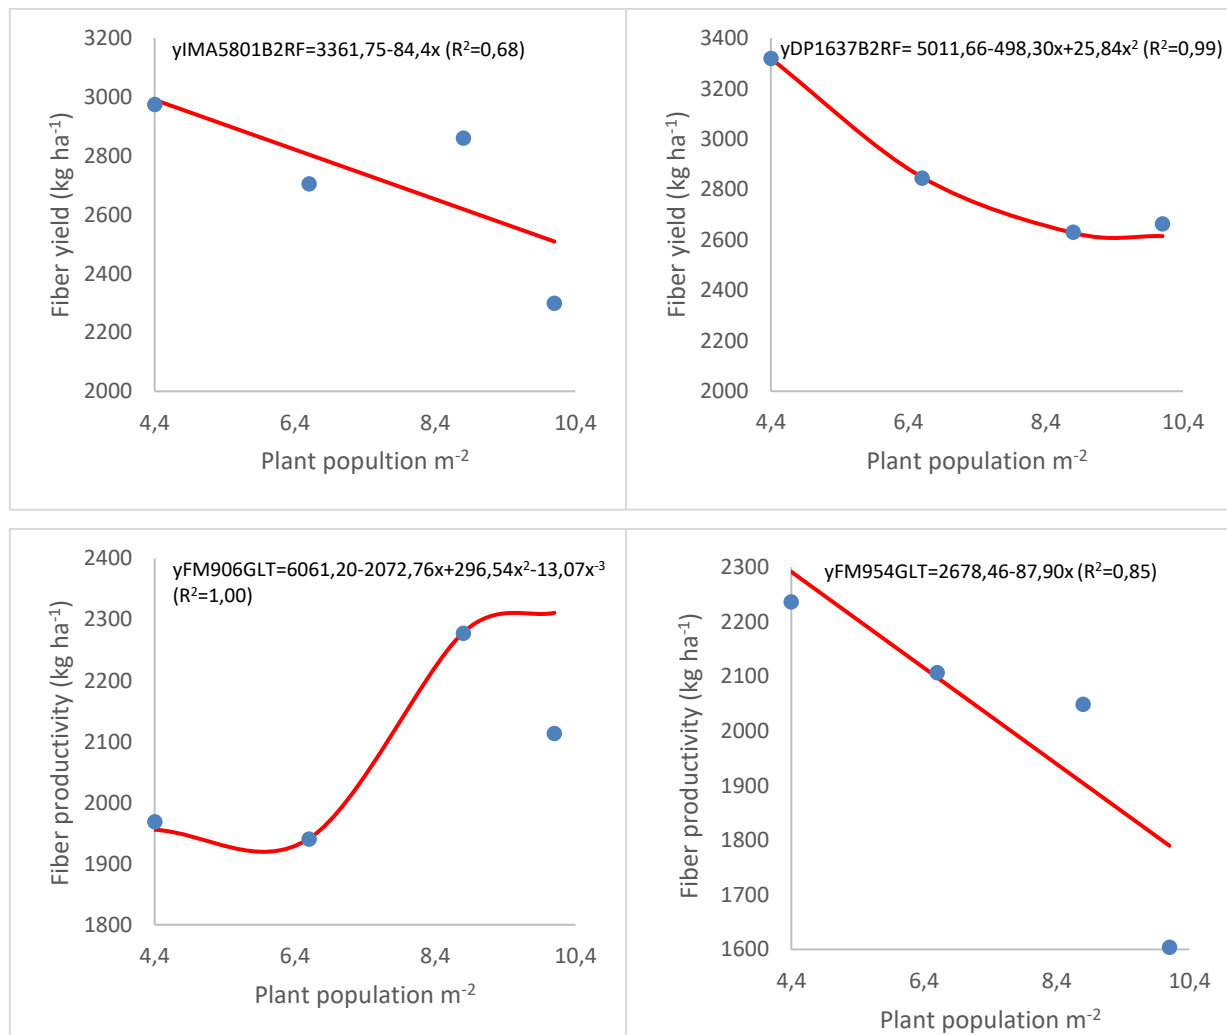 yIMA5801B2RF=3361,75-84,4x (R²=0,68)
3200
3000
2800
2600
2400
2200
2000
Fiber yield (kg ha⁻¹)
4,4 6,4 8,4 10,4
Plant popultion m⁻²
yDP1637B2RF= 5011,66-498,30x+25,84x² (R²=0,99)
3400
3200
3000
2800
2600
2400
2200
2000
Fiber yield (kg ha⁻¹)
4,4 6,4 8,4 10,4
Plant population m⁻²
yFM906GLT=6061,20-2072,76x+296,54x²-13,07x⁻³
(R²=1,00)
2400
2300
2200
2100
2000
1900
1800
Fiber productivity (kg ha⁻¹)
4,4 6,4 8,4 10,4
Plant population m⁻²
yFM954GLT=2678,46-87,90x (R²=0,85)
2300
2200
2100
2000
1900
1800
1700
1600
Fiber productivity (kg ha⁻¹)
4,4 6,4 8,4 10,4
Plant population m⁻²